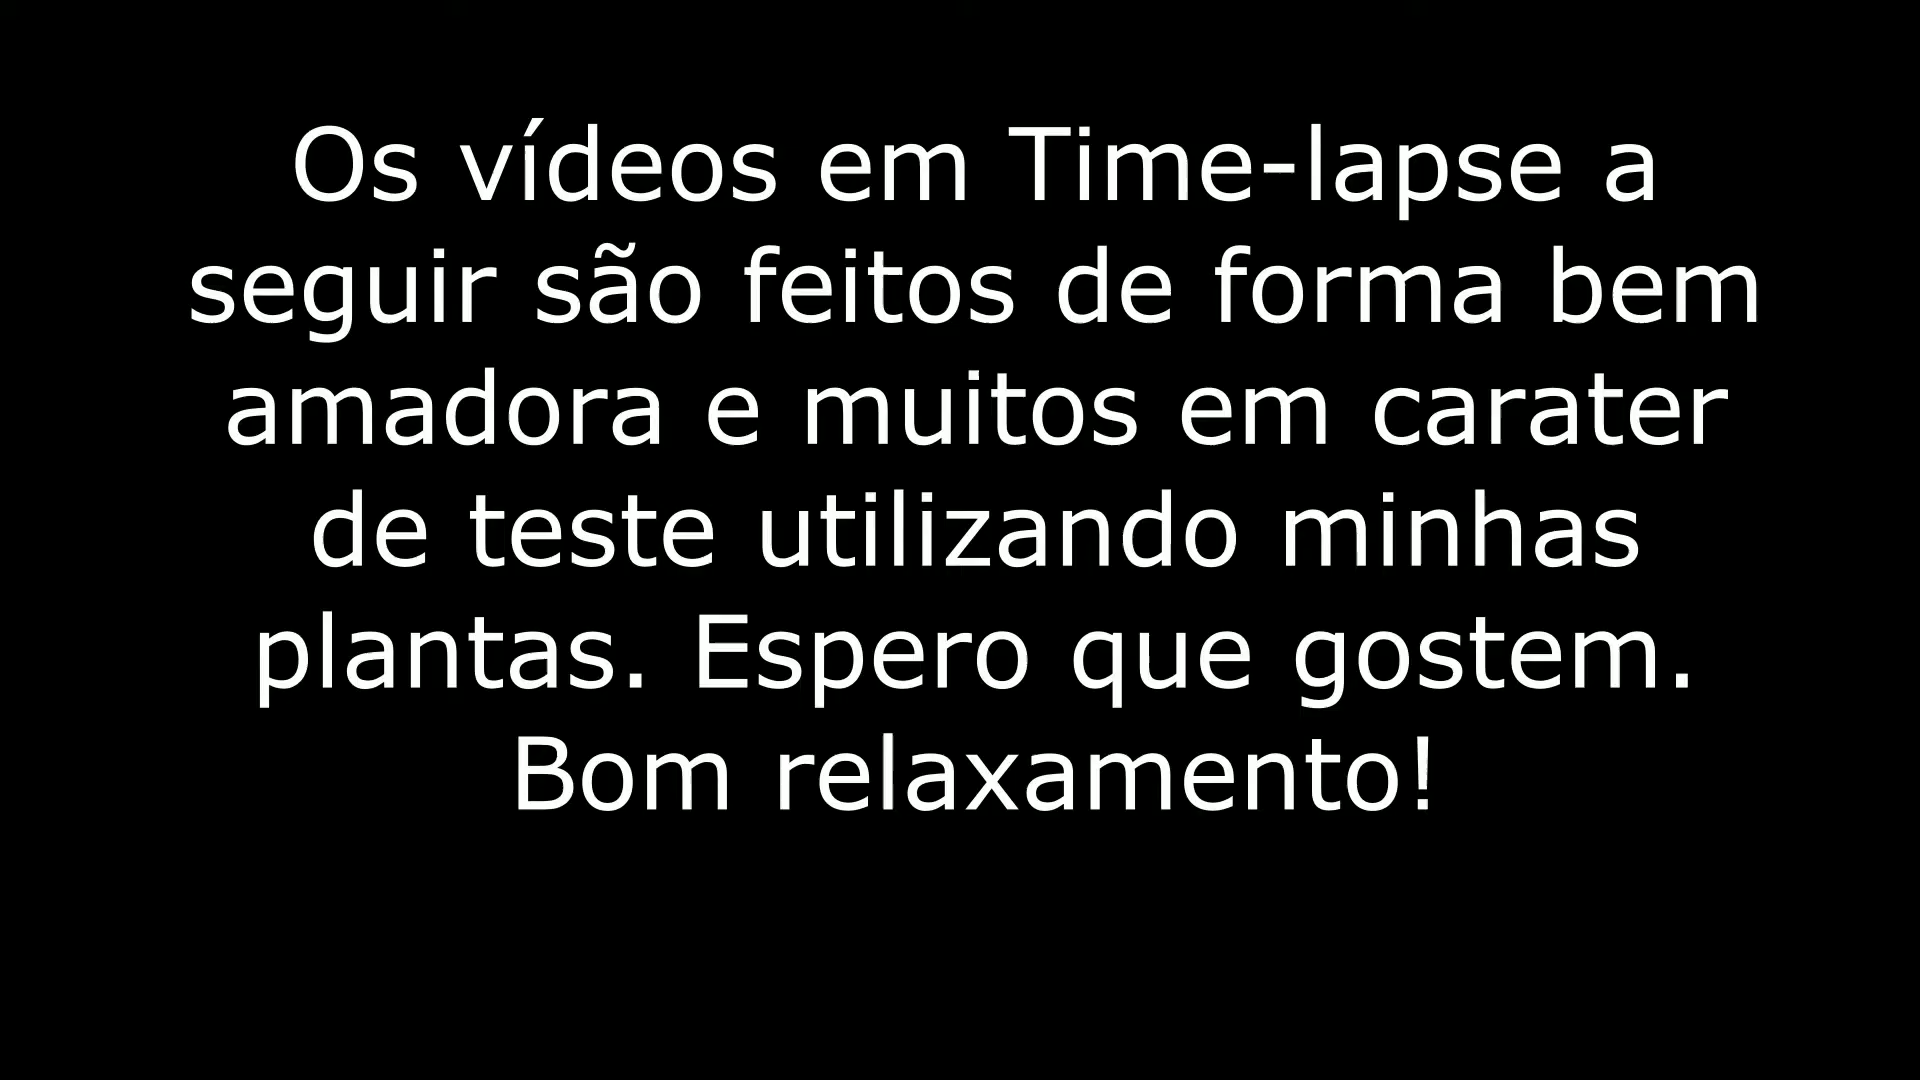 Os vídeos em Time-lapse a
seguir são feitos de forma bem
amadora e muitos em carater
de teste utilizando minhas
plantas. Espero que gostem.
Bom relaxamento!